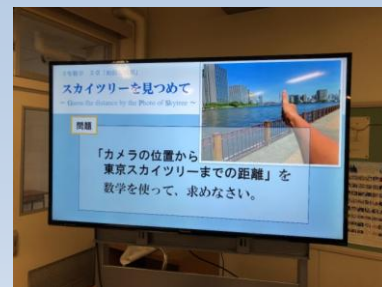 スカイツリーを見つめて
～ Guess the distance by the Photo of Skytree ～
問題
「カメラの位置から
東京スカイツリーまでの距離」を
数学を使って、求めなさい。